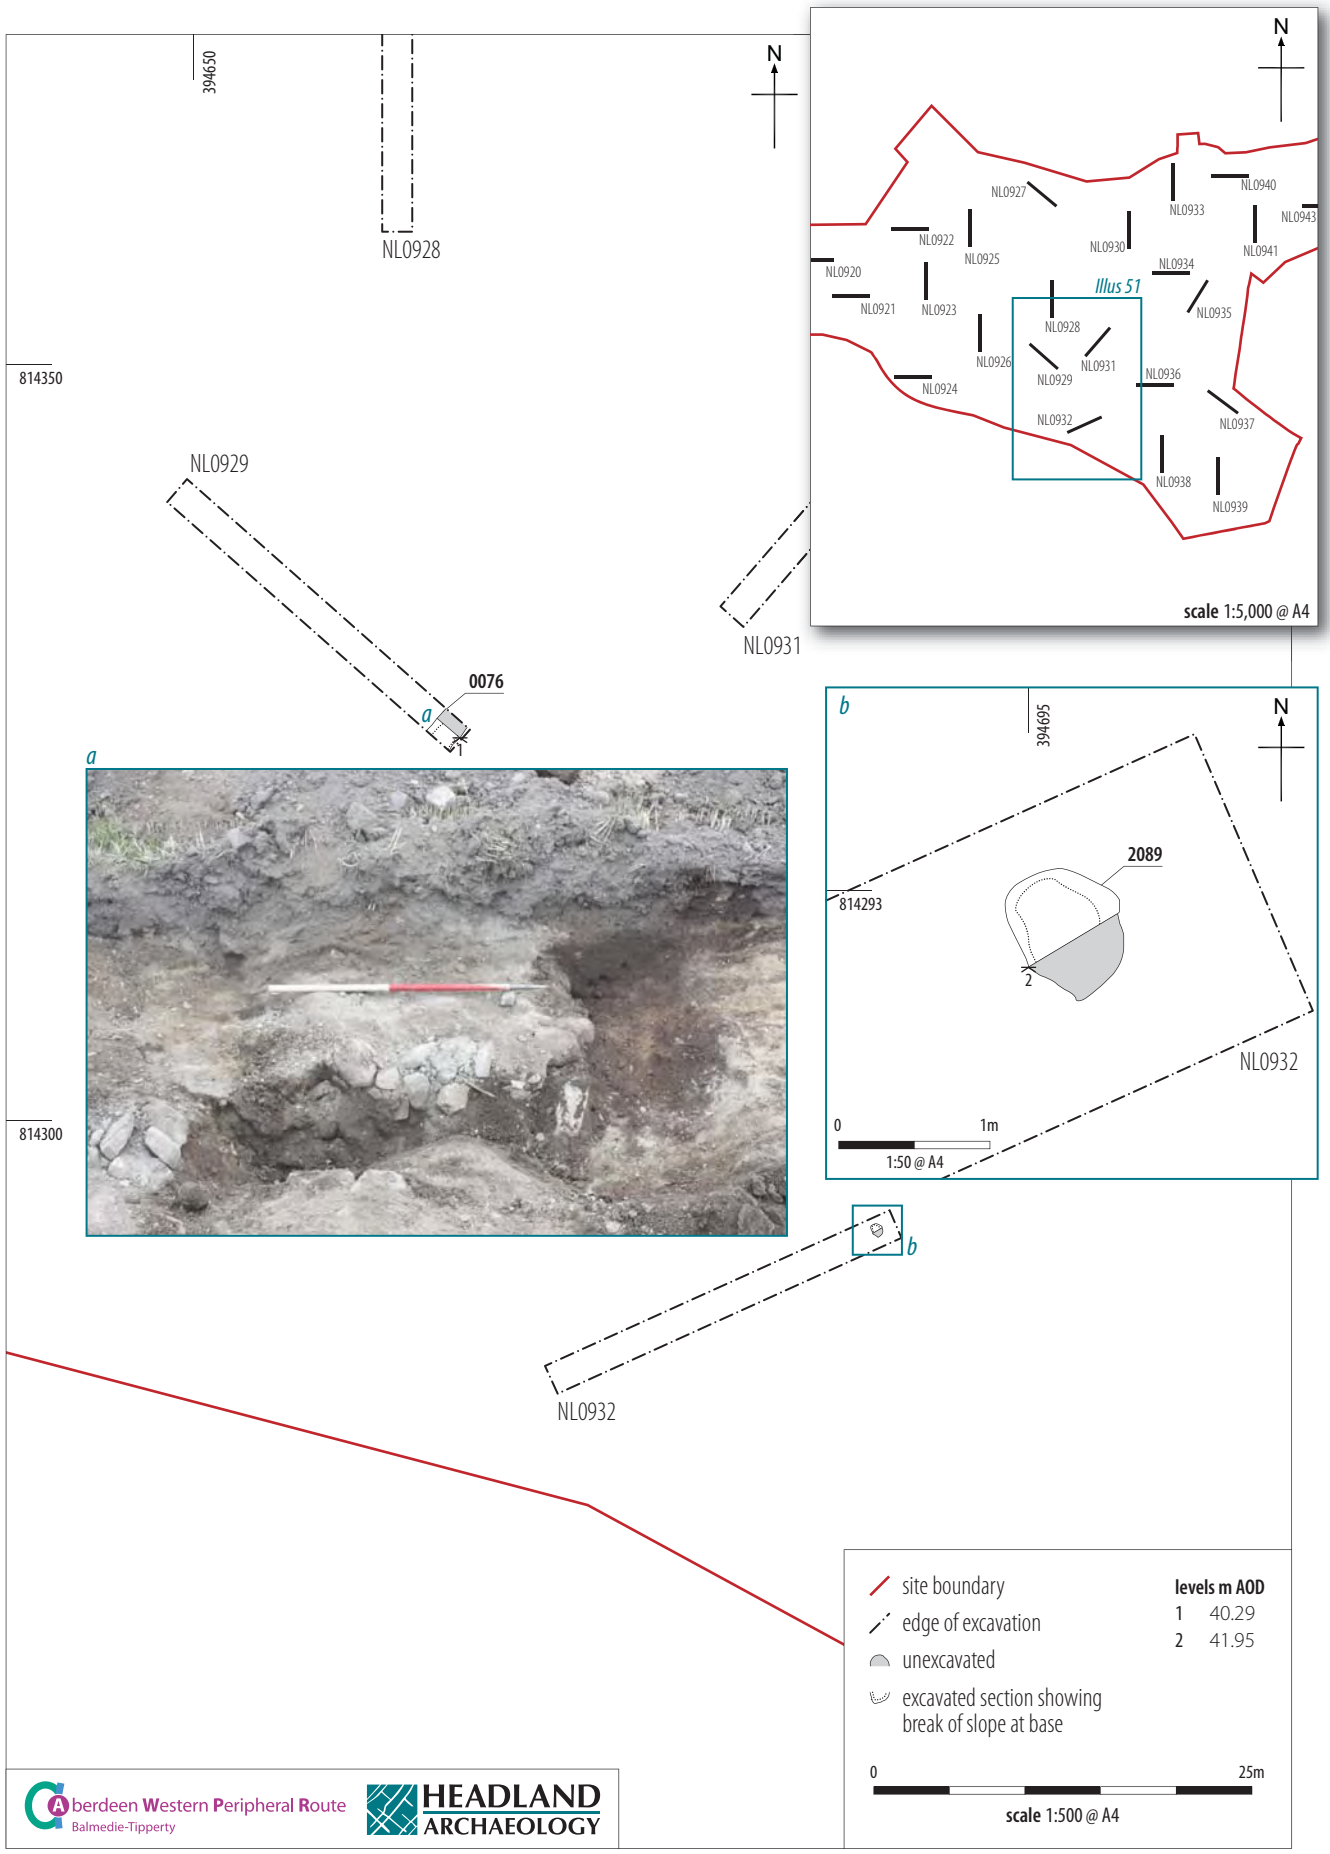 394650
N
NL0928
814350
NL0929
NL0931
0076
a
1
a
814300
N
NL0927
NL0933
NL0940
NL0943
NL0922
NL0925
NL0930
NL0941
NL0920
NL0934
NL0921
NL0923
Illus 51
NL0935
NL0928
NL0926
NL0929
NL0931
NL0936
NL0924
NL0932
NL0937
NL0938
NL0939
scale 1:5,000 @ A4
b
394695
N
2089
814293
2
NL0932
0 1m
1:50 @ A4
b
NL0932
site boundary
edge of excavation
unexcavated
excavated section showing
break of slope at base
levels m AOD
1 40.29
2 41.95
0 25m
scale 1:500 @ A4
Aberdeen Western Peripheral Route
Balmedie-Tipperty
HEADLAND
ARCHAEOLOGY